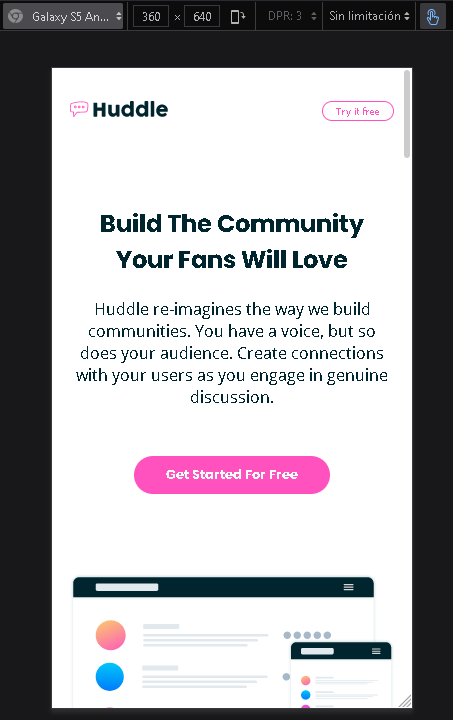 Galaxy S5 An... 360 × 640 DPR: 3 Sin limitación
Huddle Try it free
Build The Community
Your Fans Will Love
Huddle re-imagines the way we build
communities. You have a voice, but so
does your audience. Create connections
with your users as you engage in genuine
discussion.
Get Started For Free